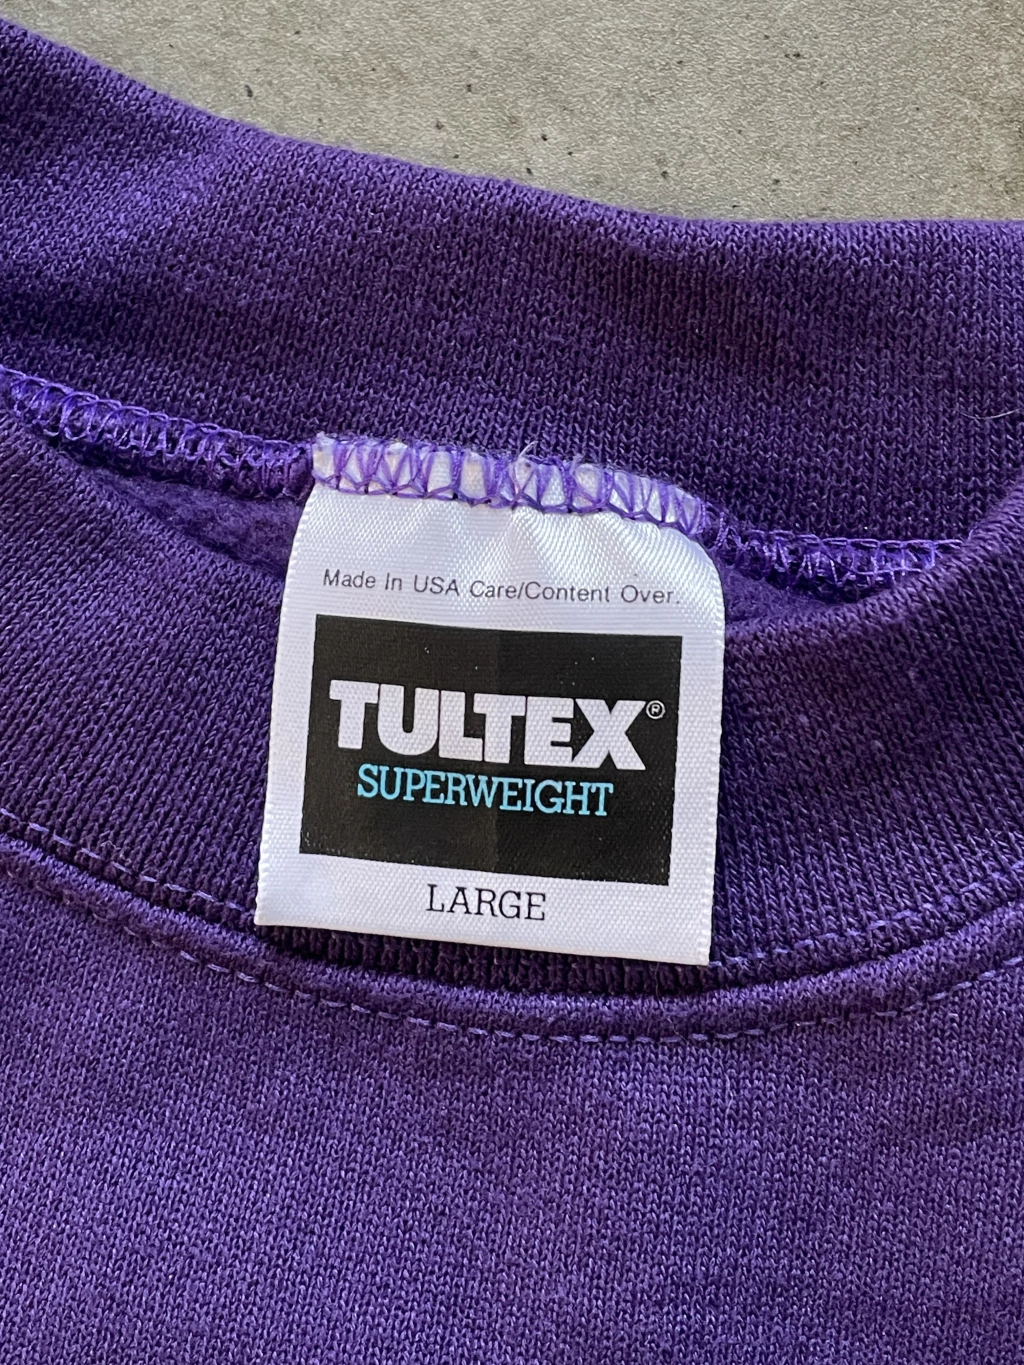 Made In USA Care/Content Over.
TULTEX®
SUPERWEIGHT
LARGE